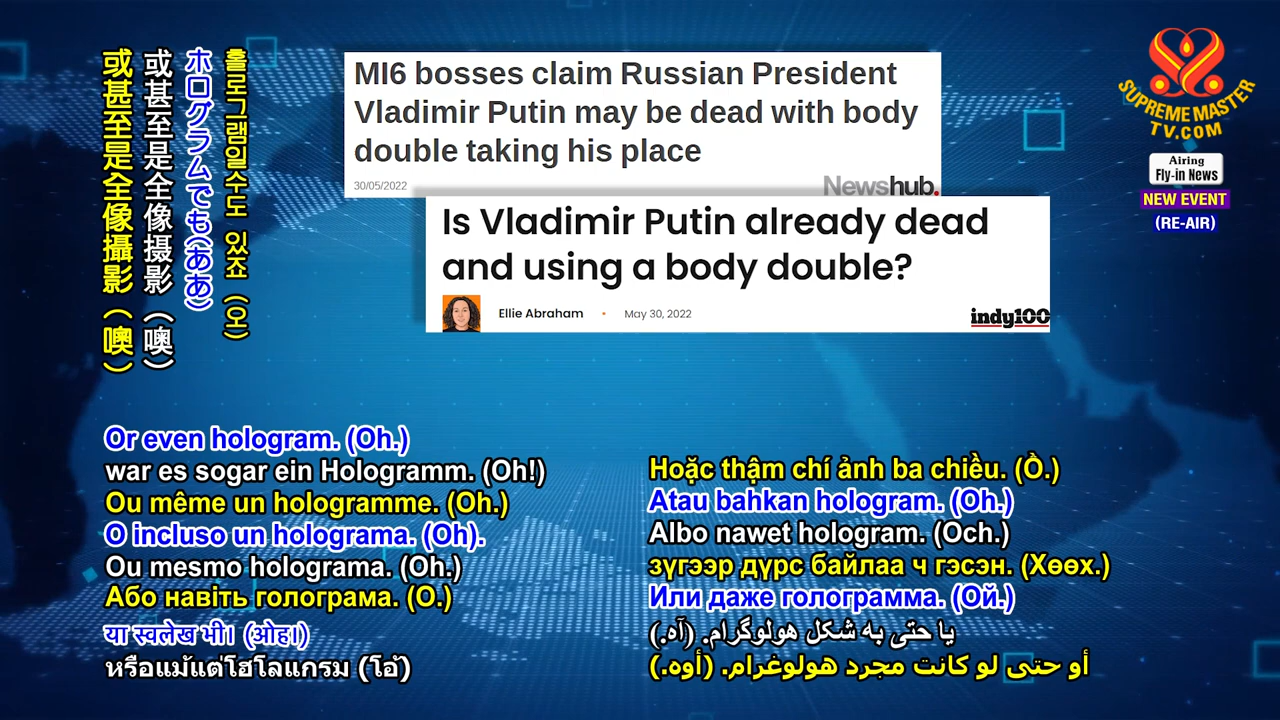 或甚至是全像攝影（噢）
或甚至是全像摄影（噢）
ホログラムでも（ああ）
홀로그램일수도 있죠 (오)
MI6 bosses claim Russian President
Vladimir Putin may be dead with body
double taking his place
30/05/2022
Newshub.
Is Vladimir Putin already dead
and using a body double?
Ellie Abraham • May 30, 2022
indy100
SUPREME MASTER
TV.COM
Airing
Fly-in News
NEW EVENT
(RE-AIR)
Or even hologram. (Oh.)
war es sogar ein Hologramm. (Oh!)
Ou même un hologramme. (Oh.)
O incluso un holograma. (Oh).
Ou mesmo holograma. (Oh.)
Або навіть голограма. (О.)
या स्वलेख भी। (ओह।)
หรือแม้แต่โฮโลแกรม (โอ้)
Hoặc thậm chí ảnh ba chiều. (Ồ.)
Atau bahkan hologram. (Oh.)
Albo nawet hologram. (Och.)
зүгээр дүрс байлаа ч гэсэн. (Хөөх.)
Или даже голограмма. (Ой.)
یا حتی به شکل هولوگرام. (آه.)
أو حتى لو كانت مجرد هولوغرام. (أوه.)